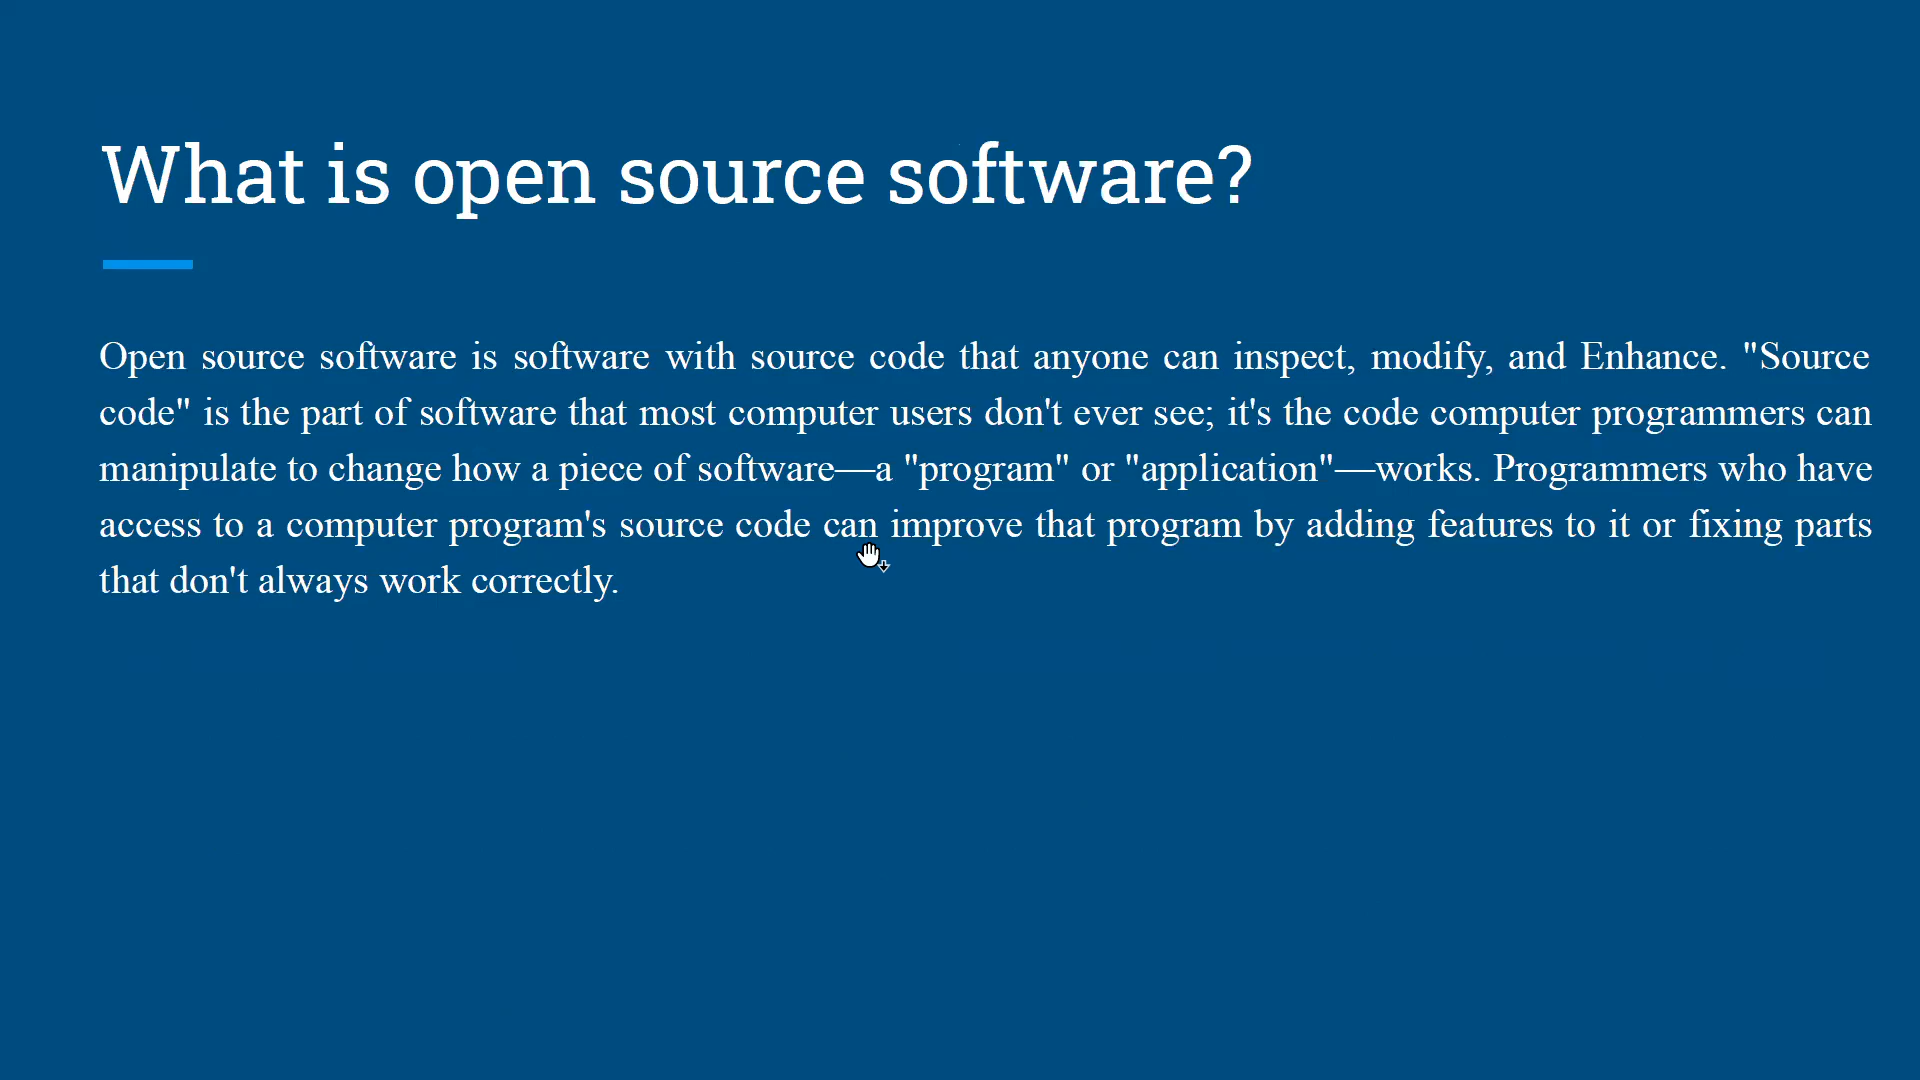 What is open source software?
Open source software is software with source code that anyone can inspect, modify, and Enhance. "Source
code" is the part of software that most computer users don't ever see; it's the code computer programmers can
manipulate to change how a piece of software—a "program" or "application"—works. Programmers who have
access to a computer program's source code can improve that program by adding features to it or fixing parts
that don't always work correctly.